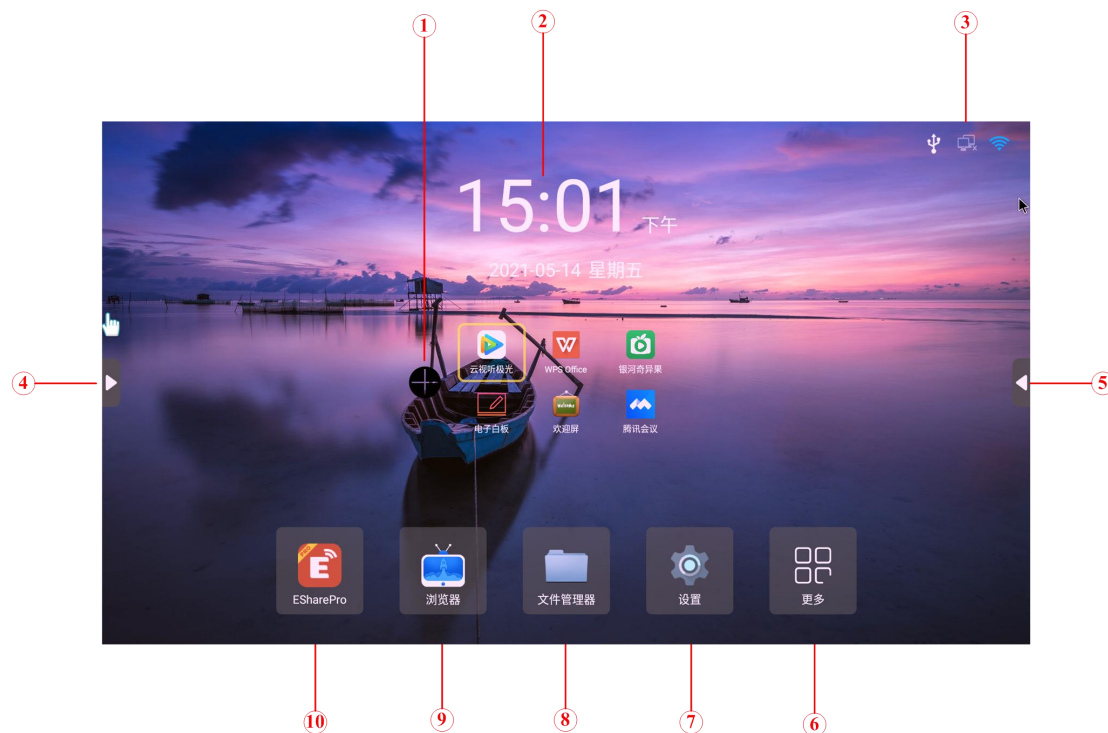 ① ② ③
15:01 下午
2021-05-14 星期五
云视听极光 WPS Office 银河奇异果
④ ⑤
电子白板 欢迎屏 腾讯会议
PRO
E
ESharePro 浏览器 文件管理器 设置 更多
⑩ ⑨ ⑧ ⑦ ⑥